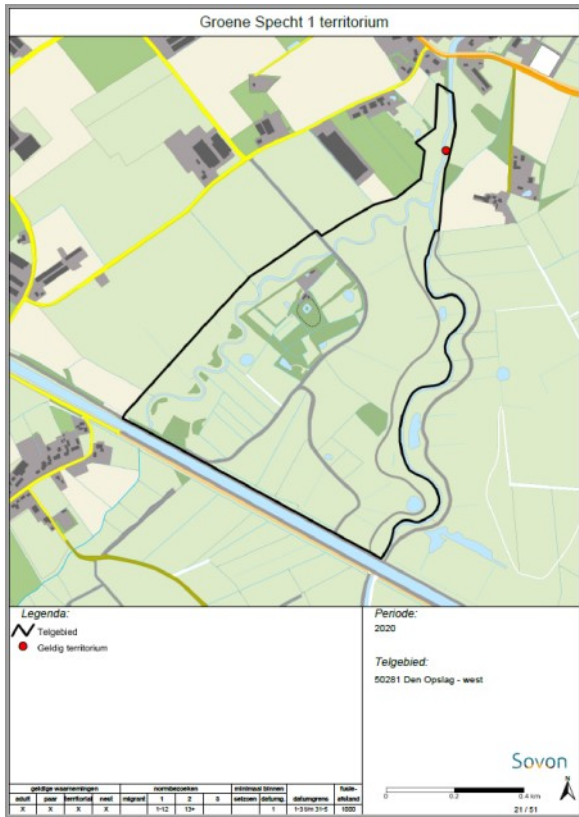 Groene Specht 1 territorium
Legenda:
Telgebied
Geldig territorium
Periode:
2020
Telgebied:
50281 Den Opslag - west
Sovon
0 0.2 0.4 km
N
21 / 51
geldige waarnemingen normbezoeken minimaal binnen fusie-
adult paar territoriaal nest migrant 1 2 3 seizoen datumg. datumgrens afstand
X X X X 1-12 13+ 1 1-3 t/m 31-5 1000